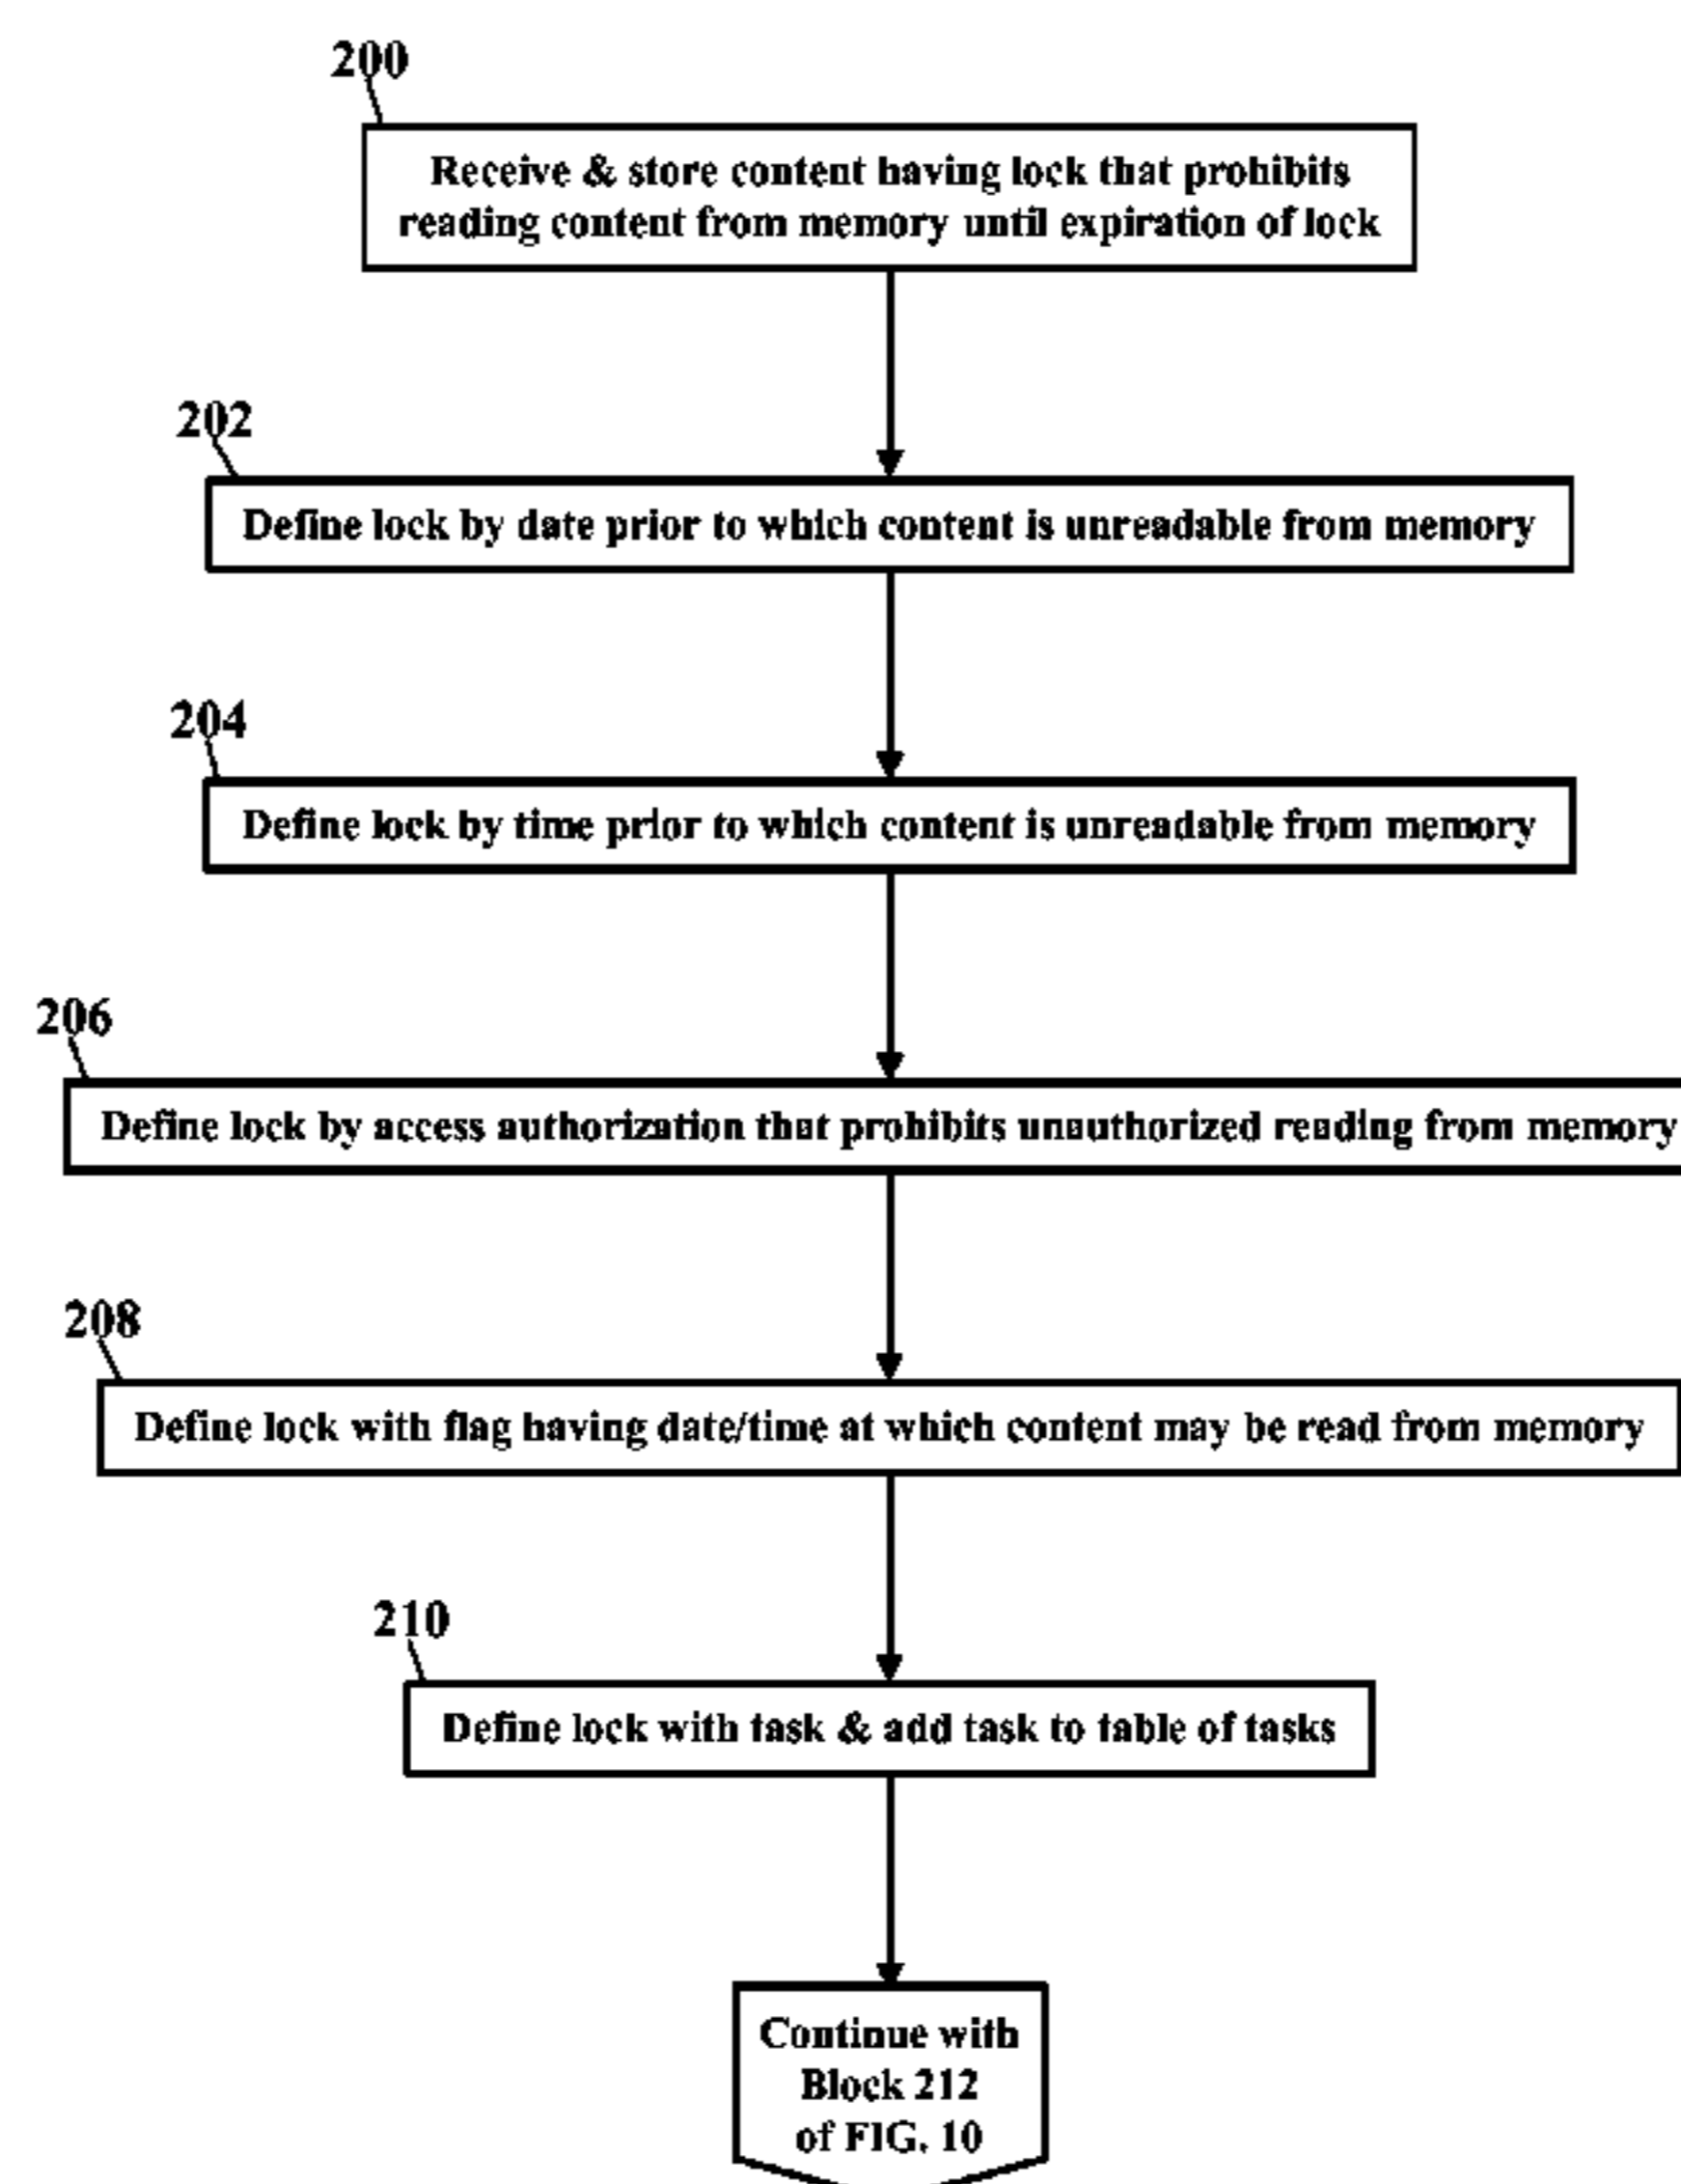 200
Receive & store content having lock that prohibits
reading content from memory until expiration of lock
202
Define lock by date prior to which content is unreadable from memory
204
Define lock by time prior to which content is unreadable from memory
206
Define lock by access authorization that prohibits unauthorized reading from memory
208
Define lock with flag having date/time at which content may be read from memory
210
Define lock with task & add task to table of tasks
Continue with
Block 212
of FIG. 10